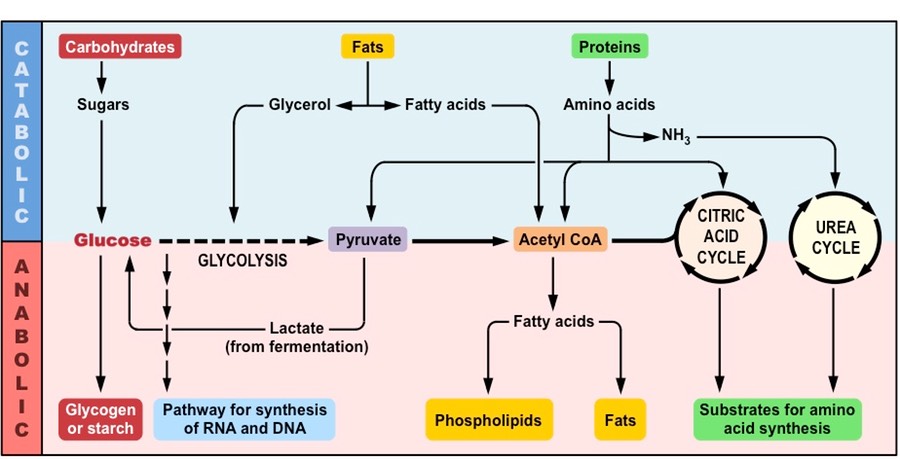 CATABOLIC
Carbohydrates
Fats
Proteins
Sugars
Glycerol
Fatty acids
Amino acids
NH₃
Glucose
GLYCOLYSIS
Pyruvate
Acetyl CoA
CITRIC
ACID
CYCLE
UREA
CYCLE
ANABOLIC
Lactate
(from fermentation)
Fatty acids
Glycogen
or starch
Pathway for synthesis
of RNA and DNA
Phospholipids
Fats
Substrates for amino
acid synthesis